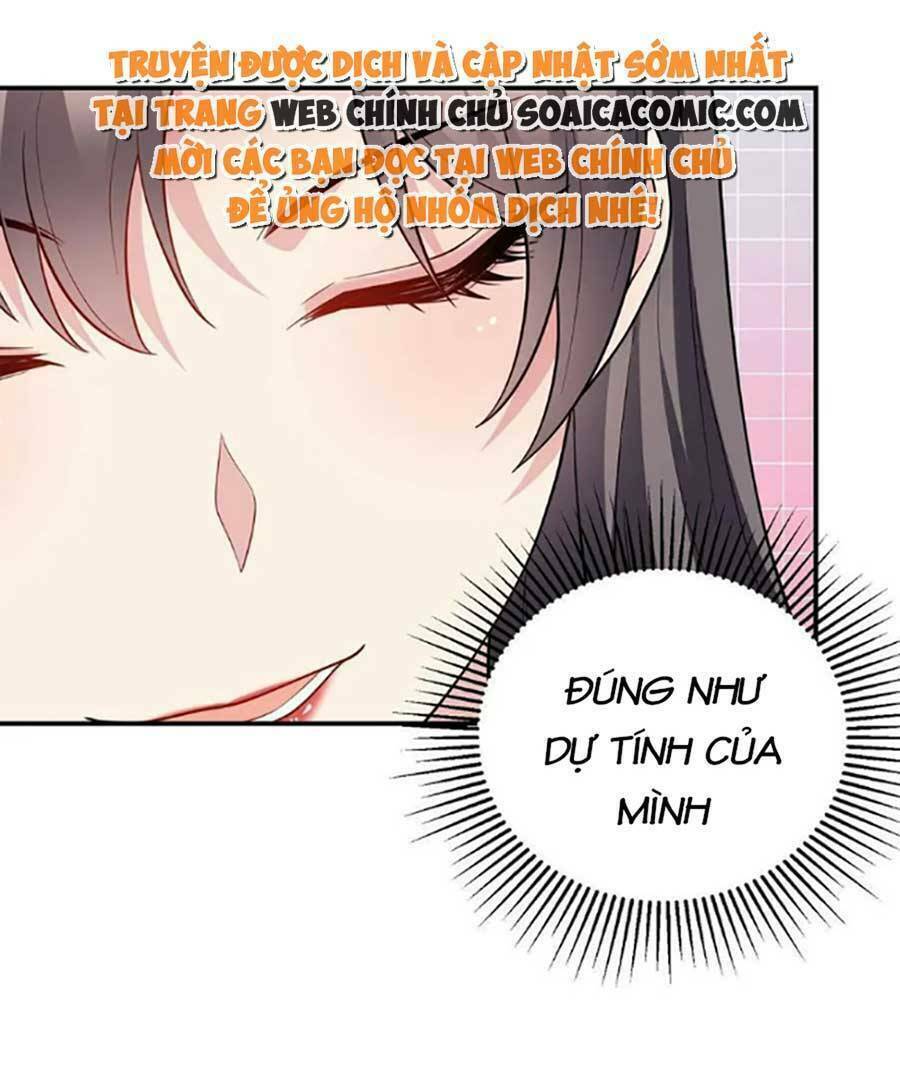 TRUYỆN ĐƯỢC DỊCH VÀ CẬP NHẬT SỚM NHẤT
TẠI TRANG WEB CHÍNH CHỦ SOAICACOMIC.COM
MỜI CÁC BẠN ĐỌC TẠI WEB CHÍNH CHỦ
ĐỂ ỦNG HỘ NHÓM DỊCH NHÉ!
ĐÚNG NHƯ
DỰ TÍNH CỦA
MÌNH